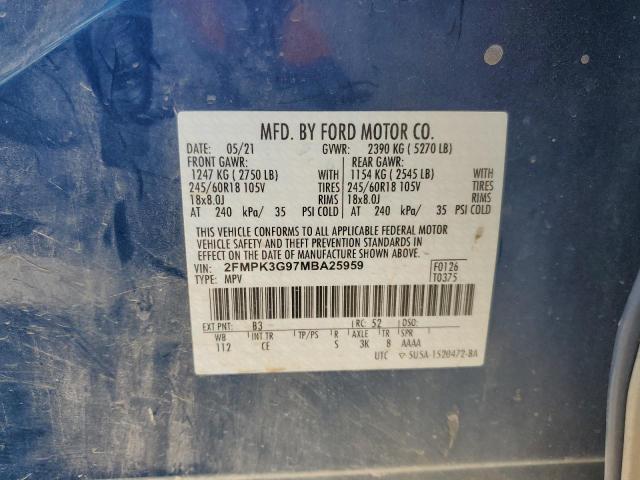 MFD. BY FORD MOTOR CO.
DATE: 05/21 GVWR: 2390 KG ( 5270 LB)
FRONT GAWR: REAR GAWR:
1247 KG ( 2750 LB) WITH 1154 KG ( 2545 LB) WITH
245/60R18 105V TIRES 245/60R18 105V TIRES
18x8.0J RIMS 18x8.0J RIMS
AT 240 kPa/ 35 PSI COLD AT 240 kPa/ 35 PSI COLD
THIS VEHICLE CONFORMS TO ALL APPLICABLE FEDERAL MOTOR
VEHICLE SAFETY AND THEFT PREVENTION STANDARDS IN
EFFECT ON THE DATE OF MANUFACTURE SHOWN ABOVE.
VIN: 2FMPK3G97MBA25959 F0126
TYPE: MPV T0375
EXT PNT: B3 RC: 52 DSO:
WB INT TR TP/PS R AXLE TR SPR
112 CE S 3K 8 AAAA
UTC 5U5A-1520472-BA